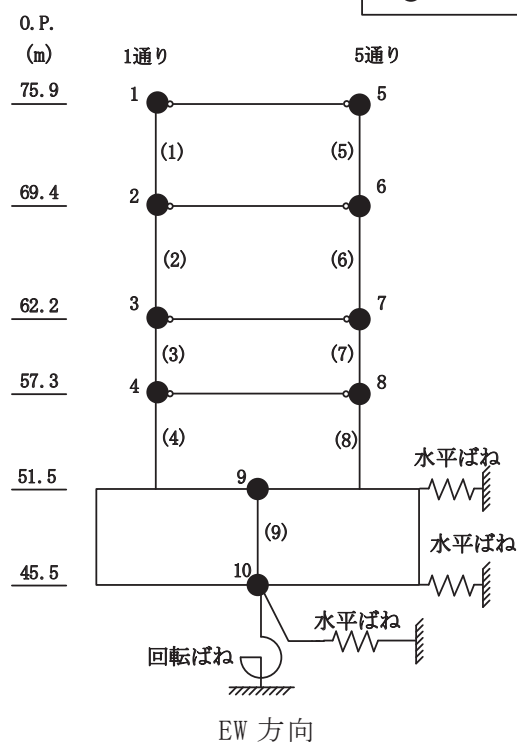 O.P.
(m)
1通り 5通り
75.9 1 5
(1) (5)
69.4 2 6
(2) (6)
62.2 3 7
(3) (7)
57.3 4 8
(4) (8)
水平ばね
51.5 9
(9)
水平ばね
45.5 10
水平ばね
回転ばね
EW 方向